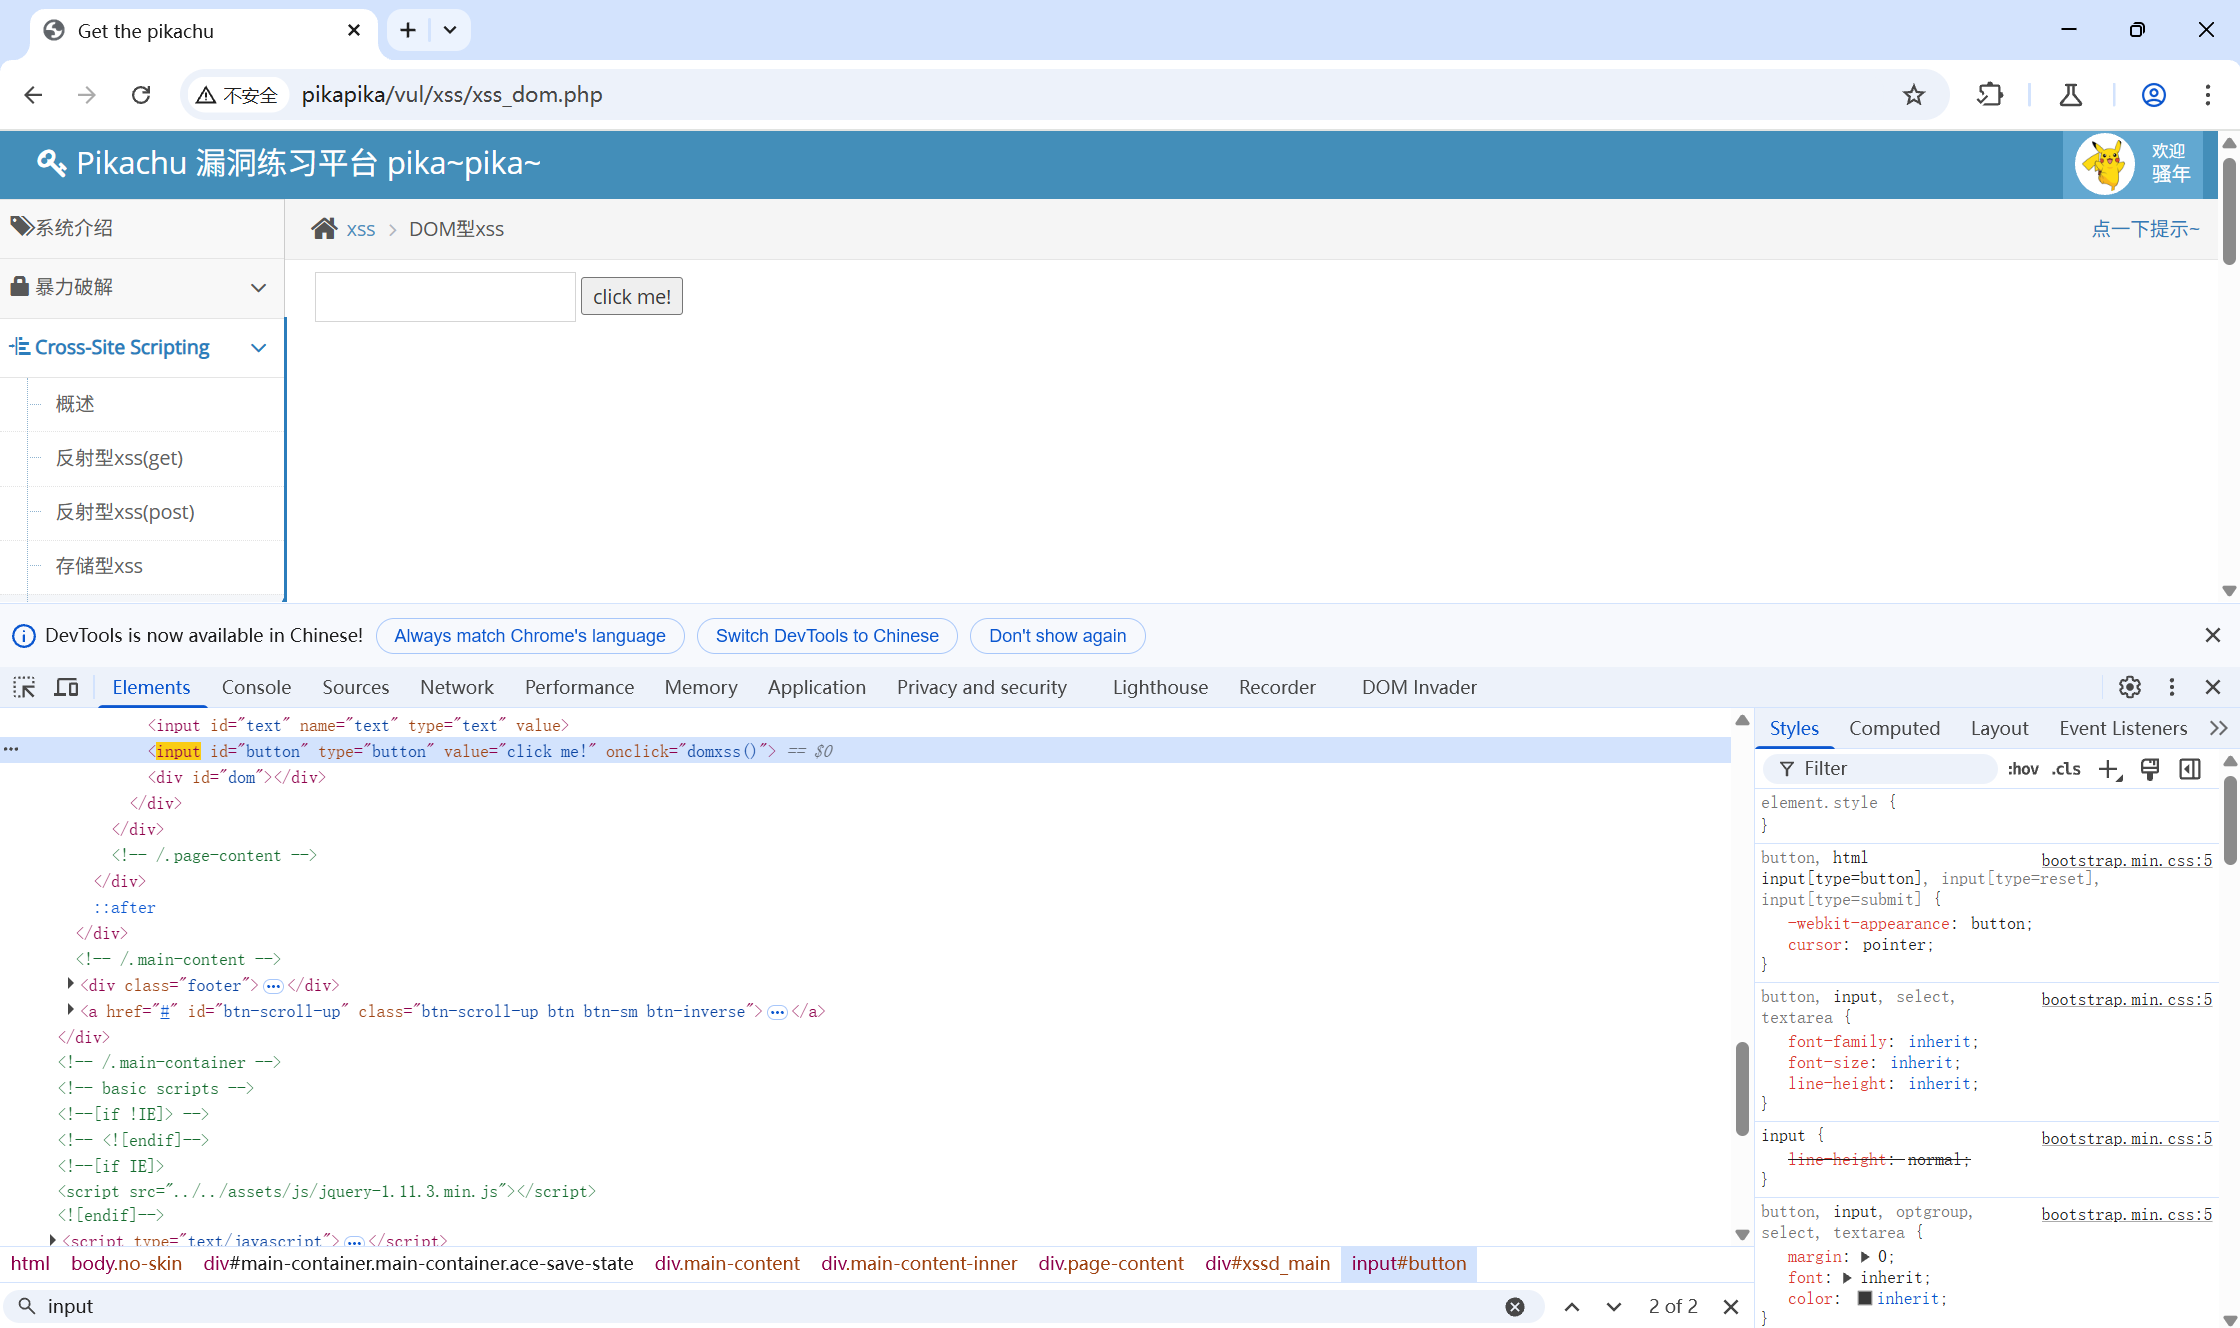 Get the pikachu
不安全 pikapika/vul/xss/xss_dom.php
Pikachu 漏洞练习平台 pika~pika~
欢迎
骚年
系统介绍
xss DOM型xss
点一下提示~
暴力破解
click me!
Cross-Site Scripting
概述
反射型xss(get)
反射型xss(post)
存储型xss
DevTools is now available in Chinese! Always match Chrome's language Switch DevTools to Chinese Don't show again
Elements Console Sources Network Performance Memory Application Privacy and security Lighthouse Recorder DOM Invader
<input id="text" name="text" type="text" value>
<input id="button" type="button" value="click me!" onclick="domxss()"> == $0
<div id="dom"></div>
</div>
</div>
<!-- /.page-content -->
</div>
::after
</div>
<!-- /.main-content -->
<div class="footer">…</div>
<a href="#" id="btn-scroll-up" class="btn-scroll-up btn btn-sm btn-inverse">…</a>
</div>
<!-- /.main-container -->
<!-- basic scripts -->
<!--[if !IE]> -->
<!-- <![endif]-->
<!--[if IE]>
<script src="../../assets/js/jquery-1.11.3.min.js"></script>
<![endif]-->
<script type="text/javascript">…</script>
html body.no-skin div#main-container.main-container.ace-save-state div.main-content div.main-content-inner div.page-content div#xssd_main input#button
input 2 of 2
Styles Computed Layout Event Listeners
Filter :hov .cls
element.style {
}
button, html bootstrap.min.css:5
input[type=button], input[type=reset],
input[type=submit] {
-webkit-appearance: button;
cursor: pointer;
}
button, input, select, bootstrap.min.css:5
textarea {
font-family: inherit;
font-size: inherit;
line-height: inherit;
}
input { bootstrap.min.css:5
line-height: normal;
}
button, input, optgroup, bootstrap.min.css:5
select, textarea {
margin: 0;
font: inherit;
color: inherit;
}